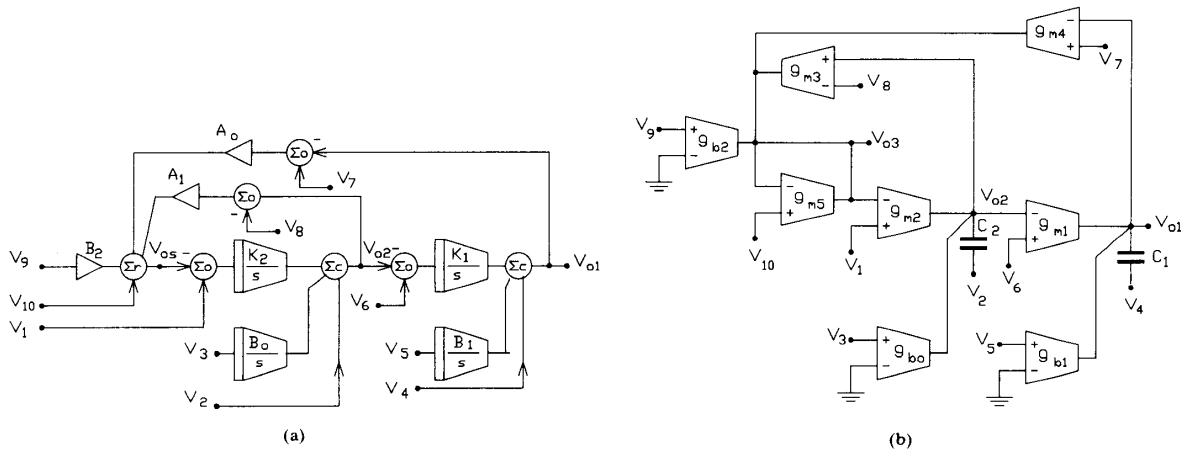 A₀
Σo
-
V₇
A₁
Σo
-
V₈
V₉
B₂
Σr
Vos
-
Σo
K₂
s
Σc
Vo2
-
Σo
K₁
s
Σc
Vo1
V₁₀
V₁
V₆
V₃
B₀
s
V₅
B₁
s
V₂
V₄
(a)
gm4
-
+
V₇
gm3
+
-
V₈
V₉
+
-
gb2
Vo3
-
+
gm5
V₁₀
-
+
gm2
V₁
Vo2
C₂
V₂
-
+
gm1
V₆
Vo1
C₁
V₄
V₃
+
-
gbo
V₅
+
-
gb1
(b)